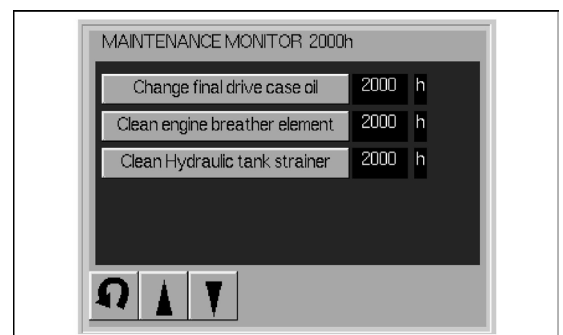 MAINTENANCE MONITOR 2000h
Change final drive case oil 2000 h
Clean engine breather element 2000 h
Clean Hydraulic tank strainer 2000 h